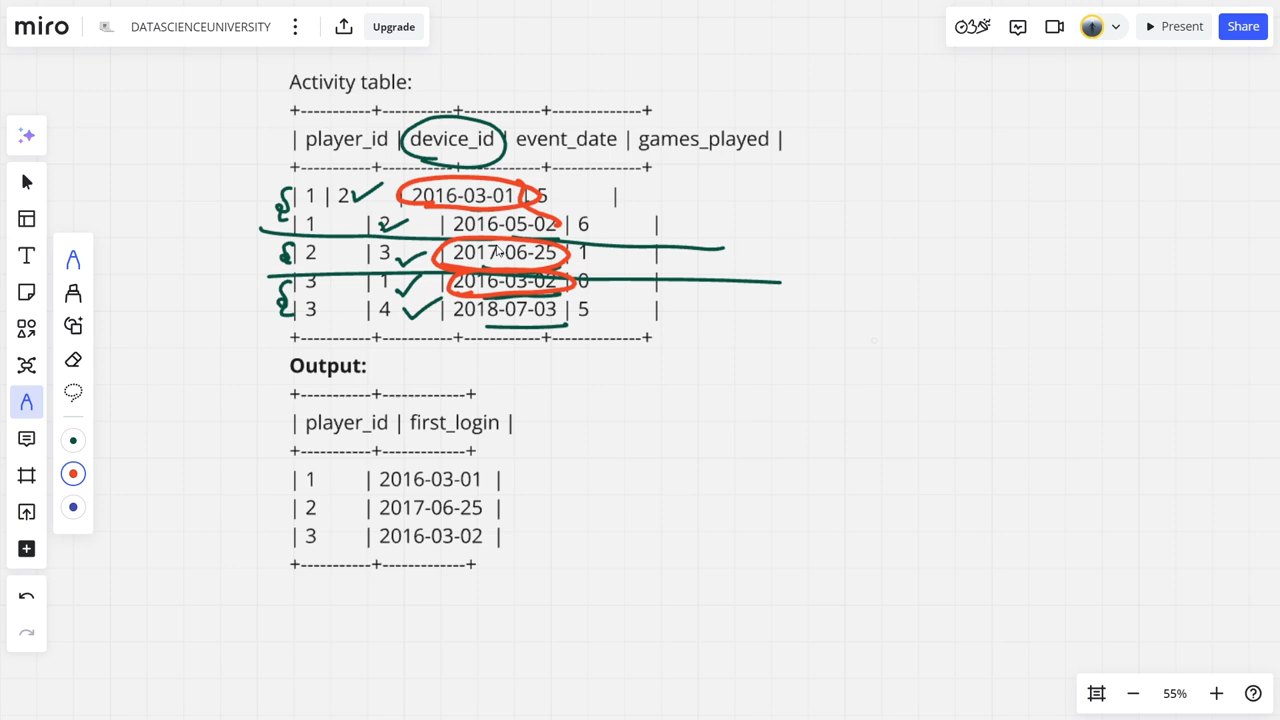 miro
DATASCIENCEUNIVERSITY
Upgrade
Present
Share
Activity table:
+-----------+-----------+------------+--------------+
| player_id | device_id | event_date | games_played |
+-----------+-----------+------------+--------------+
| 1 | 2 | 2016-03-01 | 5 |
| 1 | 2 | 2016-05-02 | 6 |
| 2 | 3 | 2017-06-25 | 1 |
| 3 | 1 | 2016-03-02 | 0 |
| 3 | 4 | 2018-07-03 | 5 |
+-----------+-----------+------------+--------------+
Output:
+-----------+-------------+
| player_id | first_login |
+-----------+-------------+
| 1 | 2016-03-01 |
| 2 | 2017-06-25 |
| 3 | 2016-03-02 |
+-----------+-------------+
55%